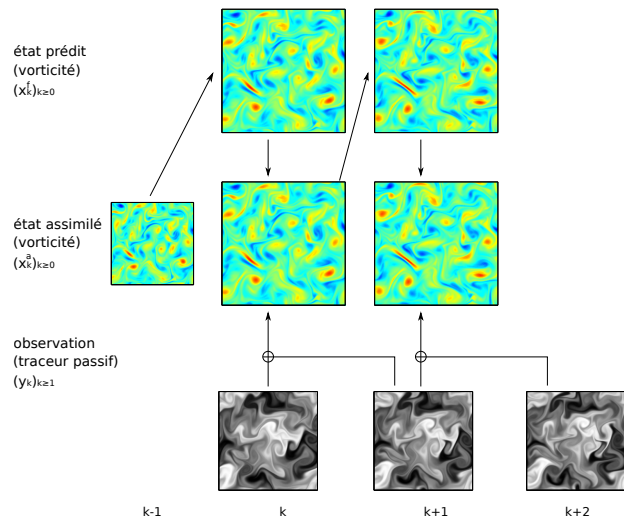 état prédit
(vorticité)
(xᶠₖ)ₖ≥₀
état assimilé
(vorticité)
(xᵃₖ)ₖ≥₀
observation
(traceur passif)
(yₖ)ₖ≥₁
k-1 k k+1 k+2